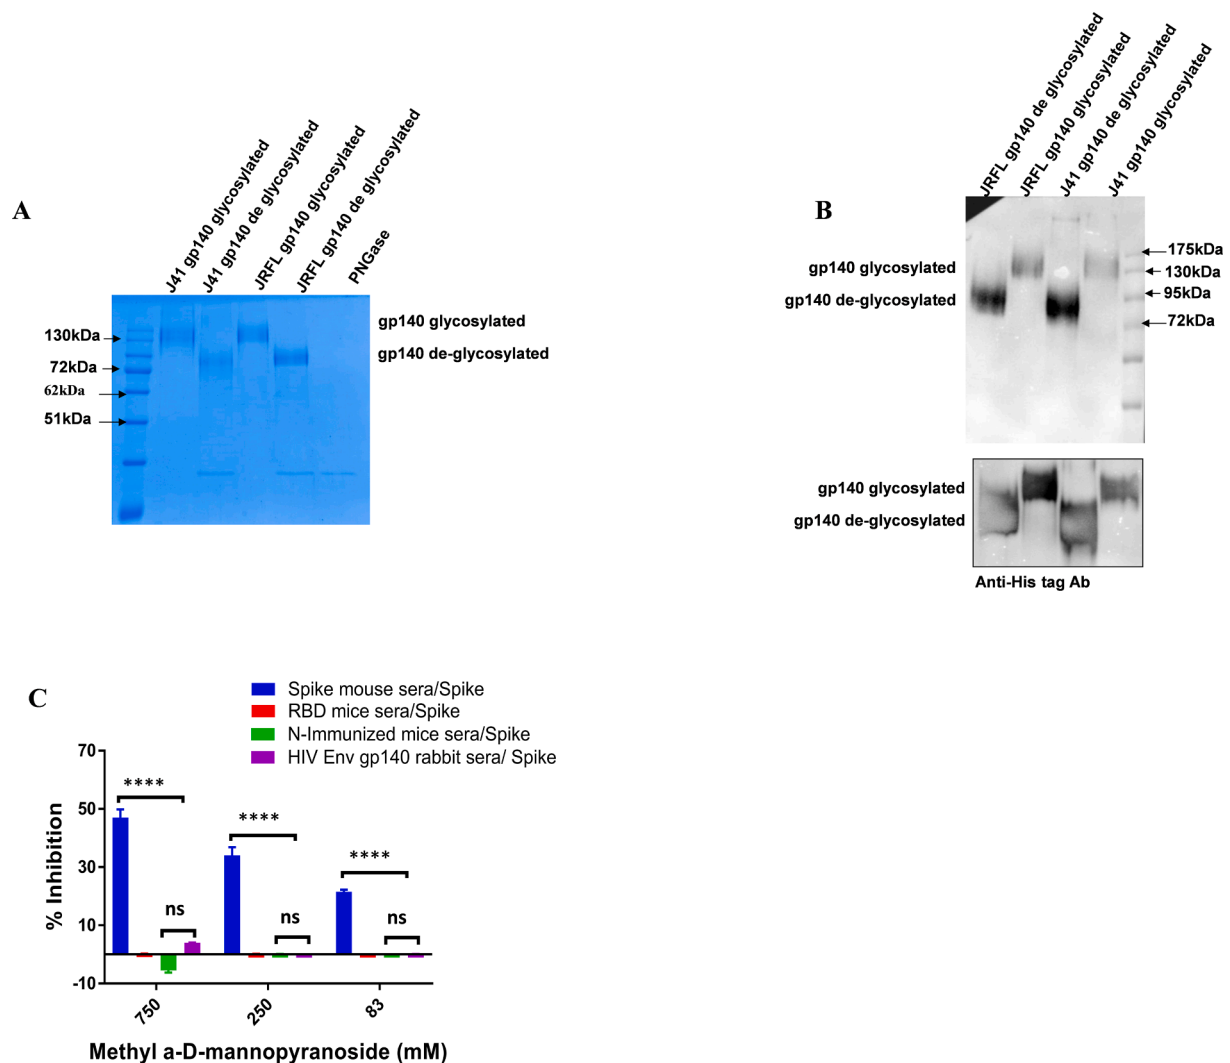 A
J41 gp140 glycosylated
J41 gp140 de glycosylated
JRFL gp140 glycosylated
JRFL gp140 de glycosylated
PNGase
130kDa
72kDa
62kDa
51kDa
gp140 glycosylated
gp140 de-glycosylated
B
JRFL gp140 de glycosylated
JRFL gp140 glycosylated
J41 gp140 de glycosylated
J41 gp140 glycosylated
gp140 glycosylated
gp140 de-glycosylated
175kDa
130kDa
95kDa
72kDa
gp140 glycosylated
gp140 de-glycosylated
Anti-His tag Ab
C
Spike mouse sera/Spike
RBD mice sera/Spike
N-Immunized mice sera/Spike
HIV Env gp140 rabbit sera/ Spike
% Inhibition
70
50
30
10
-10
****
ns
****
ns
****
ns
750
250
83
Methyl a-D-mannopyranoside (mM)